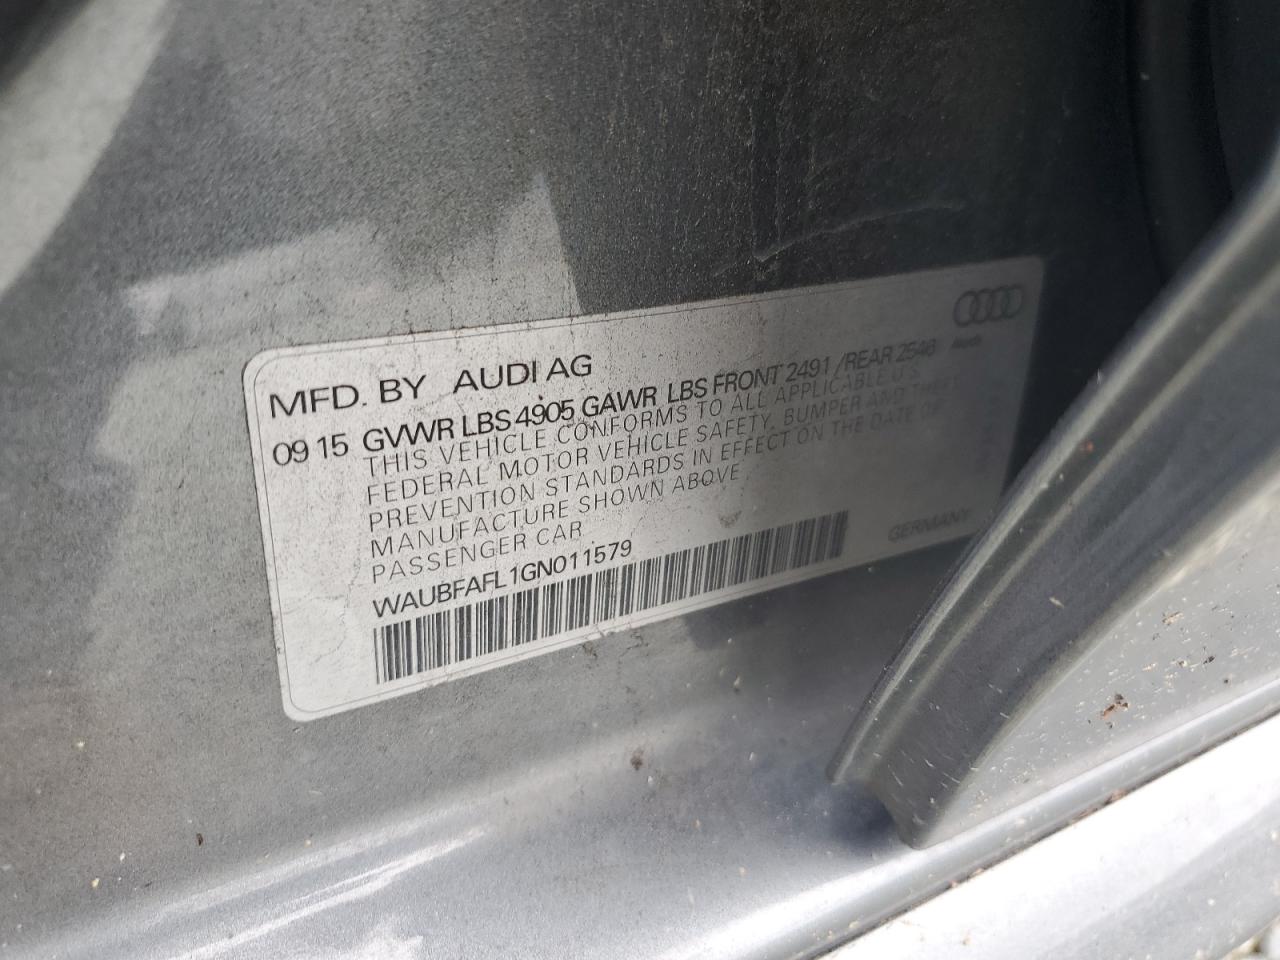 MFD. BY AUDI AG
Audi
09 15 GVWR LBS 4905 GAWR LBS FRONT 2491 /REAR 2546
THIS VEHICLE CONFORMS TO ALL APPLICABLE U.S.
FEDERAL MOTOR VEHICLE SAFETY, BUMPER AND THEFT
PREVENTION STANDARDS IN EFFECT ON THE DATE OF
MANUFACTURE SHOWN ABOVE
PASSENGER CAR
WAUBFAFL1GN011579
GERMANY